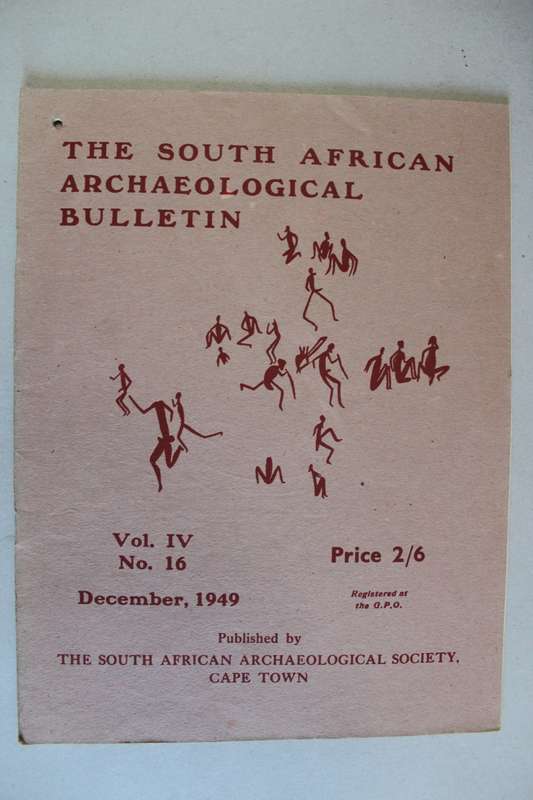 THE SOUTH AFRICAN
ARCHAEOLOGICAL
BULLETIN
Vol. IV
No. 16
Price 2/6
December, 1949
Registered at
the G.P.O.
Published by
THE SOUTH AFRICAN ARCHAEOLOGICAL SOCIETY,
CAPE TOWN